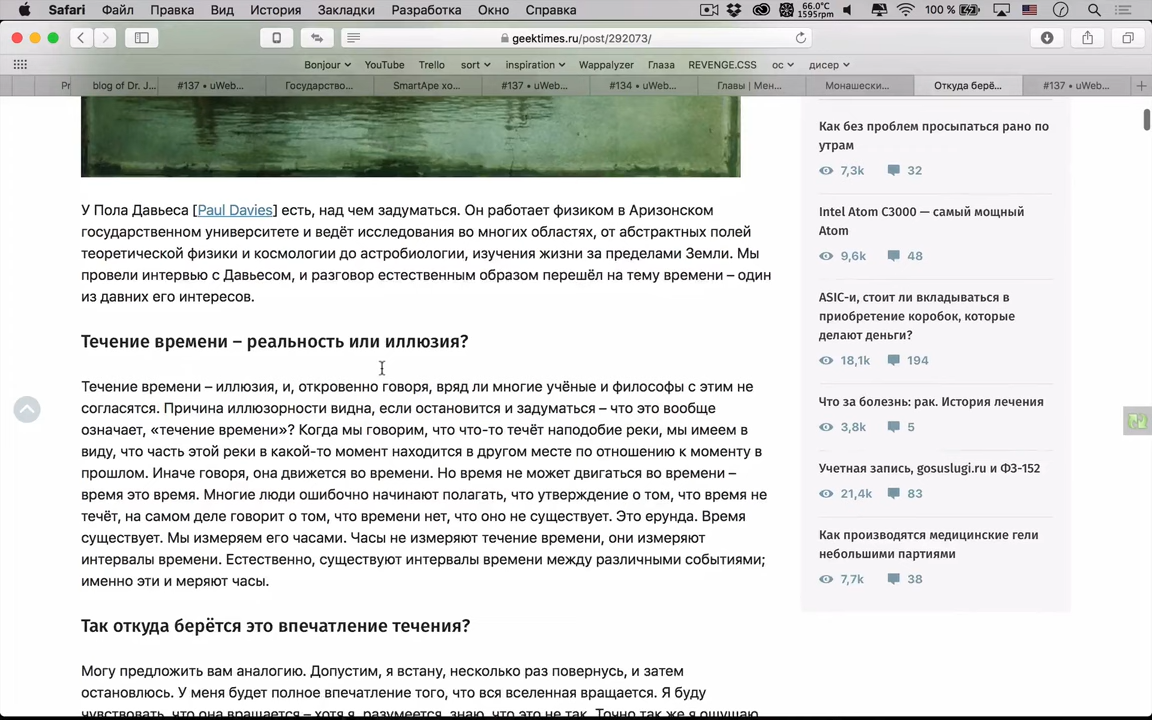 Safari Файл Правка Вид История Закладки Разработка Окно Справка 66.0°C 1595rpm 100 %
geektimes.ru/post/292073/
Bonjour YouTube Trello sort inspiration Wappalyzer Глаза REVENGE.CSS ос дисер
Pr blog of Dr. J... #137 • uWeb... Государство... SmartApe хо... #137 • uWeb... #134 • uWeb... Главы | Мен... Монашески... Откуда берё... #137 • uWeb...
У Пола Давьеса [Paul Davies] есть, над чем задуматься. Он работает физиком в Аризонском
государственном университете и ведёт исследования во многих областях, от абстрактных полей
теоретической физики и космологии до астробиологии, изучения жизни за пределами Земли. Мы
провели интервью с Давьесом, и разговор естественным образом перешёл на тему времени – один
из давних его интересов.
Течение времени – реальность или иллюзия?
Течение времени – иллюзия, и, откровенно говоря, вряд ли многие учёные и философы с этим не
согласятся. Причина иллюзорности видна, если остановится и задуматься – что это вообще
означает, «течение времени»? Когда мы говорим, что что-то течёт наподобие реки, мы имеем в
виду, что часть этой реки в какой-то момент находится в другом месте по отношению к моменту в
прошлом. Иначе говоря, она движется во времени. Но время не может двигаться во времени –
время это время. Многие люди ошибочно начинают полагать, что утверждение о том, что время не
течёт, на самом деле говорит о том, что времени нет, что оно не существует. Это ерунда. Время
существует. Мы измеряем его часами. Часы не измеряют течение времени, они измеряют
интервалы времени. Естественно, существуют интервалы времени между различными событиями;
именно эти и меряют часы.
Так откуда берётся это впечатление течения?
Могу предложить вам аналогию. Допустим, я встану, несколько раз повернусь, и затем
остановлюсь. У меня будет полное впечатление того, что вся вселенная вращается. Я буду
чувствовать, что она вращается – хотя я, разумеется, знаю, что это не так. Точно так же я ощущаю
Как без проблем просыпаться рано по
утрам
7,3k 32
Intel Atom C3000 — самый мощный
Atom
9,6k 48
ASIC-и, стоит ли вкладываться в
приобретение коробок, которые
делают деньги?
18,1k 194
Что за болезнь: рак. История лечения
3,8k 5
Учетная запись, gosuslugi.ru и ФЗ-152
21,4k 83
Как производятся медицинские гели
небольшими партиями
7,7k 38